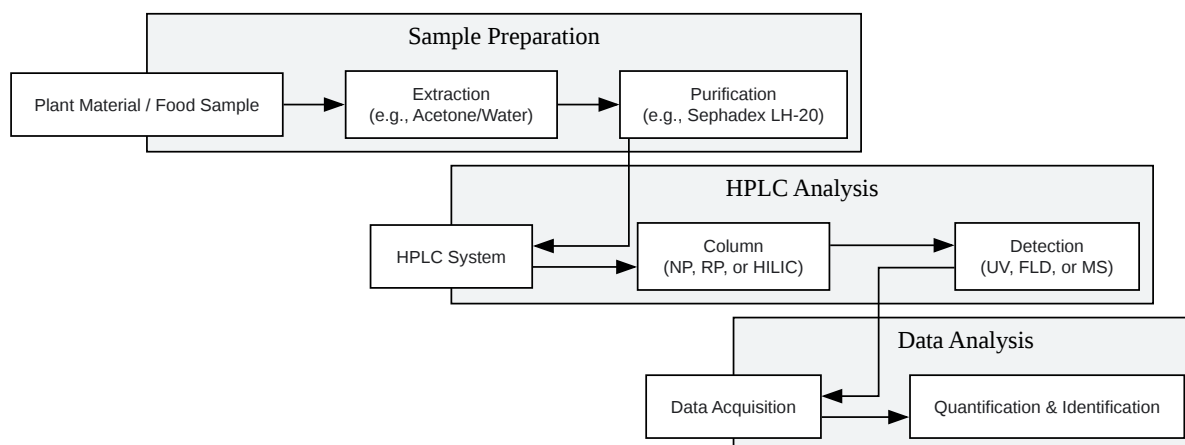 Sample Preparation
Plant Material / Food Sample
Extraction
(e.g., Acetone/Water)
Purification
(e.g., Sephadex LH-20)
HPLC Analysis
HPLC System
Column
(NP, RP, or HILIC)
Detection
(UV, FLD, or MS)
Data Analysis
Data Acquisition
Quantification & Identification